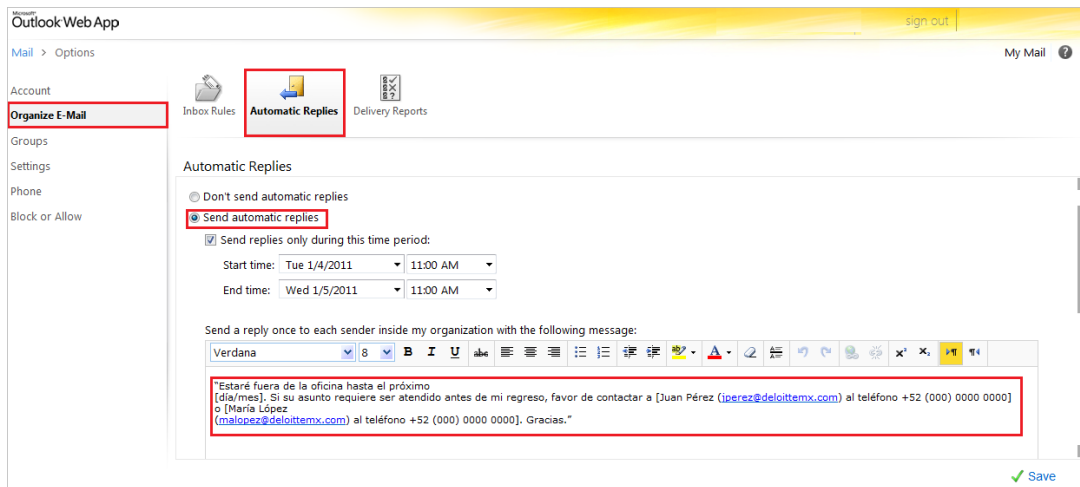 Microsoft®
Outlook Web App
sign out
Mail > Options
My Mail
Account
Organize E-Mail
Groups
Settings
Phone
Block or Allow
Inbox Rules
Automatic Replies
Delivery Reports
Automatic Replies
Don't send automatic replies
Send automatic replies
Send replies only during this time period:
Start time: Tue 1/4/2011 11:00 AM
End time: Wed 1/5/2011 11:00 AM
Send a reply once to each sender inside my organization with the following message:
Verdana 8 B I U abc
"Estaré fuera de la oficina hasta el próximo
[día/mes]. Si su asunto requiere ser atendido antes de mi regreso, favor de contactar a [Juan Pérez (jperez@deloittemx.com) al teléfono +52 (000) 0000 0000]
o [María López
(malopez@deloittemx.com) al teléfono +52 (000) 0000 0000]. Gracias."
Save